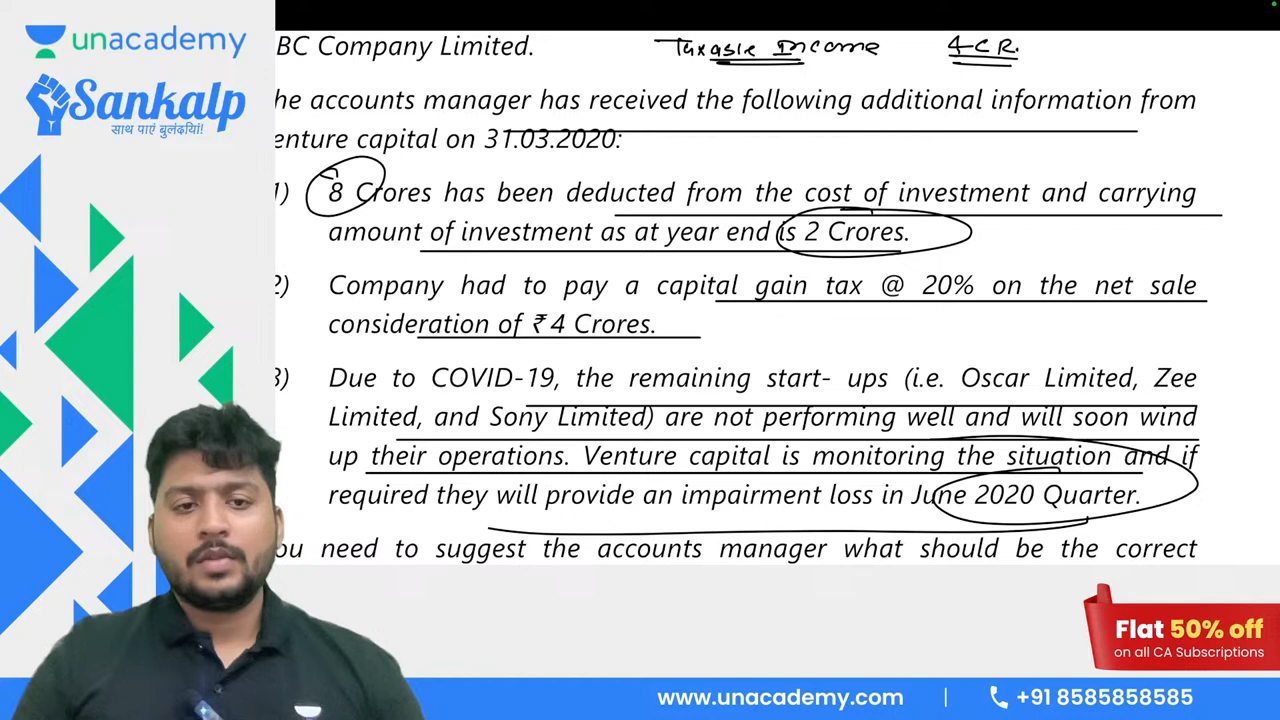 unacademy
Sankalp
साथ पाएं बुलंदियां!
BC Company Limited.
Taxable Income 4 CR.
he accounts manager has received the following additional information from
enture capital on 31.03.2020:
1) 8 Crores has been deducted from the cost of investment and carrying
amount of investment as at year end is 2 Crores.
2) Company had to pay a capital gain tax @ 20% on the net sale
consideration of ₹ 4 Crores.
3) Due to COVID-19, the remaining start- ups (i.e. Oscar Limited, Zee
Limited, and Sony Limited) are not performing well and will soon wind
up their operations. Venture capital is monitoring the situation and if
required they will provide an impairment loss in June 2020 Quarter.
ou need to suggest the accounts manager what should be the correct
Flat 50% off
on all CA Subscriptions
www.unacademy.com | +91 8585858585